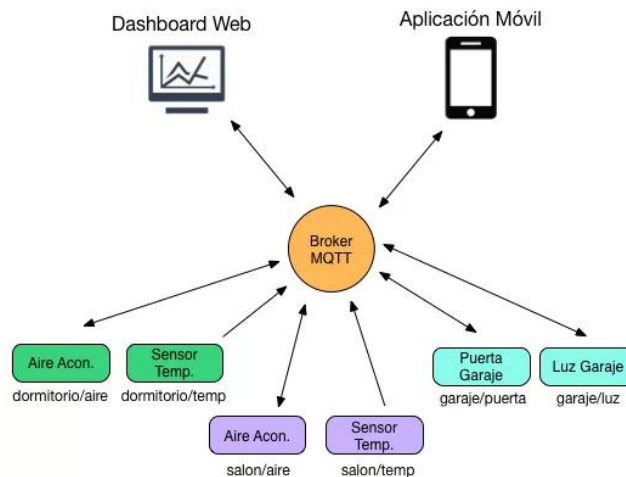 Dashboard Web
Aplicación Móvil
Broker
MQTT
Aire Acon.
Sensor
Temp.
Puerta
Garaje
Luz Garaje
dormitorio/aire
dormitorio/temp
garaje/puerta
garaje/luz
Aire Acon.
Sensor
Temp.
salon/aire
salon/temp